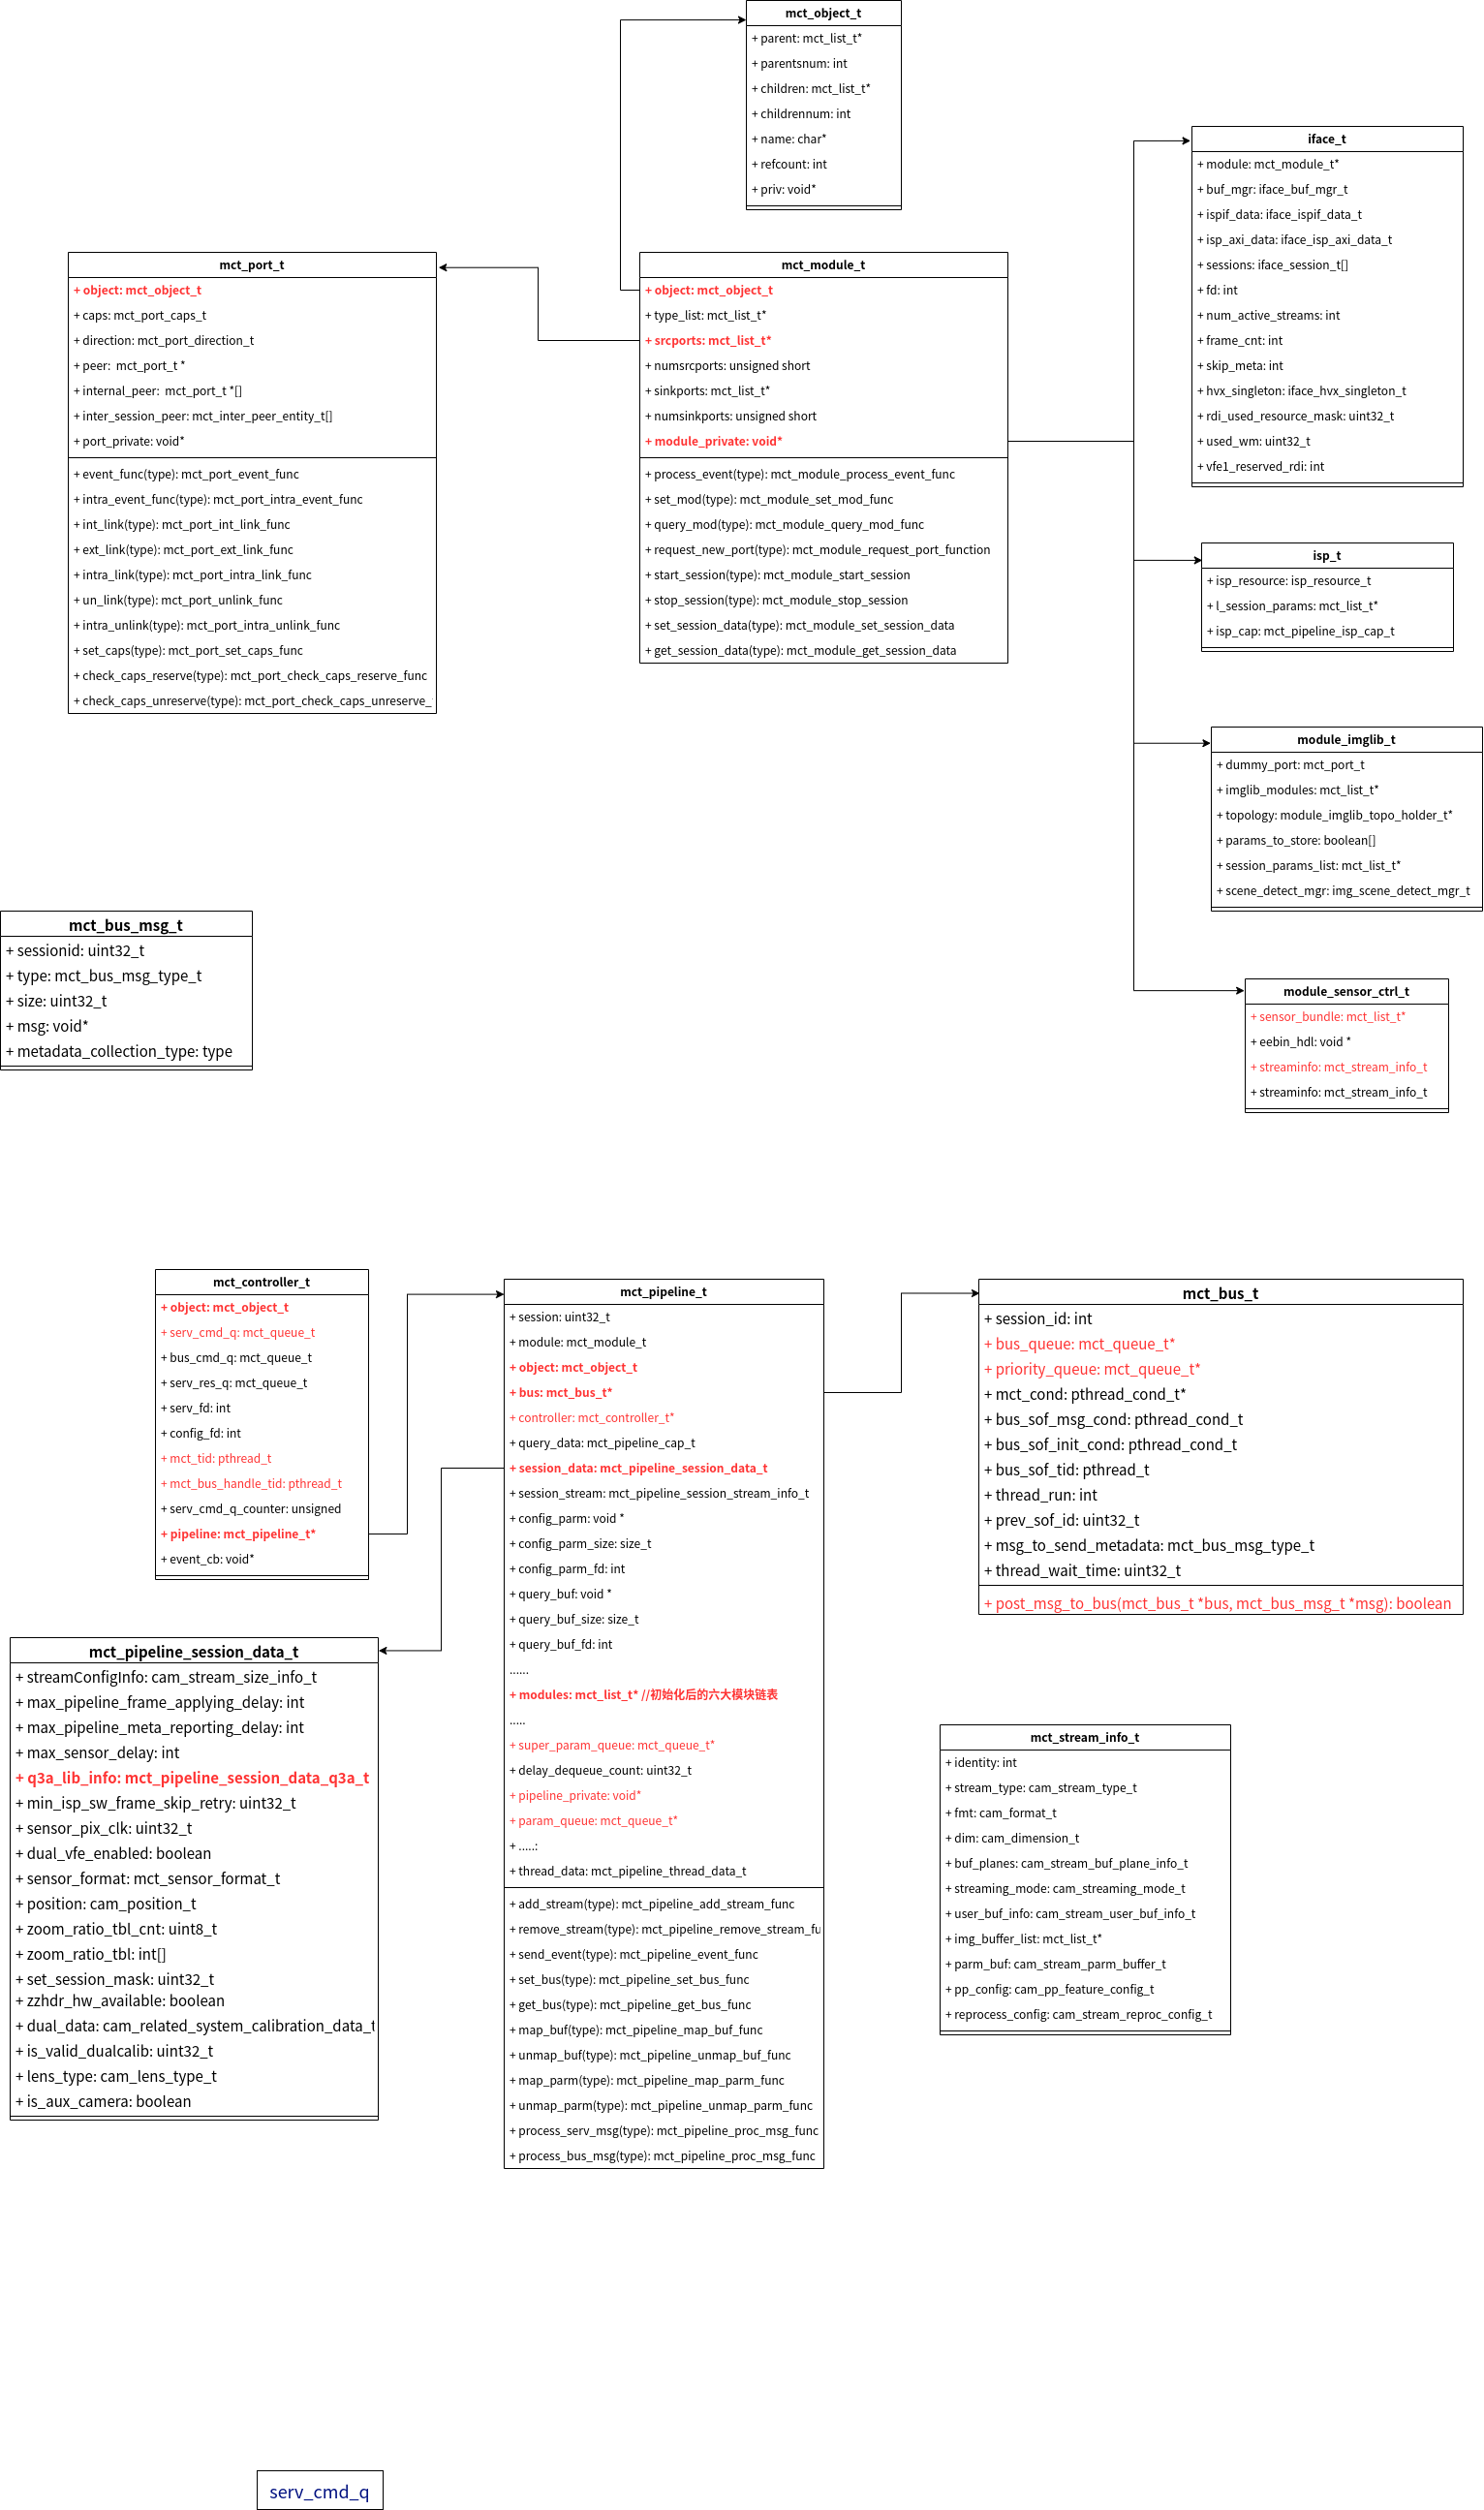 mct_object_t
+ parent: mct_list_t*
+ parentsnum: int
+ children: mct_list_t*
+ childrennum: int
+ name: char*
+ refcount: int
+ priv: void*
iface_t
+ module: mct_module_t*
+ buf_mgr: iface_buf_mgr_t
+ ispif_data: iface_ispif_data_t
+ isp_axi_data: iface_isp_axi_data_t
+ sessions: iface_session_t[]
+ fd: int
+ num_active_streams: int
+ frame_cnt: int
+ skip_meta: int
+ hvx_singleton: iface_hvx_singleton_t
+ rdi_used_resource_mask: uint32_t
+ used_wm: uint32_t
+ vfe1_reserved_rdi: int
mct_port_t
+ object: mct_object_t
+ caps: mct_port_caps_t
+ direction: mct_port_direction_t
+ peer:  mct_port_t *
+ internal_peer:  mct_port_t *[]
+ inter_session_peer: mct_inter_peer_entity_t[]
+ port_private: void*
+ event_func(type): mct_port_event_func
+ intra_event_func(type): mct_port_intra_event_func
+ int_link(type): mct_port_int_link_func
+ ext_link(type): mct_port_ext_link_func
+ intra_link(type): mct_port_intra_link_func
+ un_link(type): mct_port_unlink_func
+ intra_unlink(type): mct_port_intra_unlink_func
+ set_caps(type): mct_port_set_caps_func
+ check_caps_reserve(type): mct_port_check_caps_reserve_func
+ check_caps_unreserve(type): mct_port_check_caps_unreserve_
mct_module_t
+ object: mct_object_t
+ type_list: mct_list_t*
+ srcports: mct_list_t*
+ numsrcports: unsigned short
+ sinkports: mct_list_t*
+ numsinkports: unsigned short
+ module_private: void*
+ process_event(type): mct_module_process_event_func
+ set_mod(type): mct_module_set_mod_func
+ query_mod(type): mct_module_query_mod_func
+ request_new_port(type): mct_module_request_port_function
+ start_session(type): mct_module_start_session
+ stop_session(type): mct_module_stop_session
+ set_session_data(type): mct_module_set_session_data
+ get_session_data(type): mct_module_get_session_data
isp_t
+ isp_resource: isp_resource_t
+ l_session_params: mct_list_t*
+ isp_cap: mct_pipeline_isp_cap_t
module_imglib_t
+ dummy_port: mct_port_t
+ imglib_modules: mct_list_t*
+ topology: module_imglib_topo_holder_t*
+ params_to_store: boolean[]
+ session_params_list: mct_list_t*
+ scene_detect_mgr: img_scene_detect_mgr_t
mct_bus_msg_t
+ sessionid: uint32_t
+ type: mct_bus_msg_type_t
+ size: uint32_t
+ msg: void*
+ metadata_collection_type: type
module_sensor_ctrl_t
+ sensor_bundle: mct_list_t*
+ eebin_hdl: void *
+ streaminfo: mct_stream_info_t
+ streaminfo: mct_stream_info_t
mct_controller_t
+ object: mct_object_t
+ serv_cmd_q: mct_queue_t
+ bus_cmd_q: mct_queue_t
+ serv_res_q: mct_queue_t
+ serv_fd: int
+ config_fd: int
+ mct_tid: pthread_t
+ mct_bus_handle_tid: pthread_t
+ serv_cmd_q_counter: unsigned
+ pipeline: mct_pipeline_t*
+ event_cb: void*
mct_pipeline_t
+ session: uint32_t
+ module: mct_module_t
+ object: mct_object_t
+ bus: mct_bus_t*
+ controller: mct_controller_t*
+ query_data: mct_pipeline_cap_t
+ session_data: mct_pipeline_session_data_t
+ session_stream: mct_pipeline_session_stream_info_t
+ config_parm: void *
+ config_parm_size: size_t
+ config_parm_fd: int
+ query_buf: void *
+ query_buf_size: size_t
+ query_buf_fd: int
......
+ modules: mct_list_t* //初始化后的六大模块链表
.....
+ super_param_queue: mct_queue_t*
+ delay_dequeue_count: uint32_t
+ pipeline_private: void*
+ param_queue: mct_queue_t*
+ .....:
+ thread_data: mct_pipeline_thread_data_t
+ add_stream(type): mct_pipeline_add_stream_func
+ remove_stream(type): mct_pipeline_remove_stream_fu
+ send_event(type): mct_pipeline_event_func
+ set_bus(type): mct_pipeline_set_bus_func
+ get_bus(type): mct_pipeline_get_bus_func
+ map_buf(type): mct_pipeline_map_buf_func
+ unmap_buf(type): mct_pipeline_unmap_buf_func
+ map_parm(type): mct_pipeline_map_parm_func
+ unmap_parm(type): mct_pipeline_unmap_parm_func
+ process_serv_msg(type): mct_pipeline_proc_msg_func
+ process_bus_msg(type): mct_pipeline_proc_msg_func
mct_bus_t
+ session_id: int
+ bus_queue: mct_queue_t*
+ priority_queue: mct_queue_t*
+ mct_cond: pthread_cond_t*
+ bus_sof_msg_cond: pthread_cond_t
+ bus_sof_init_cond: pthread_cond_t
+ bus_sof_tid: pthread_t
+ thread_run: int
+ prev_sof_id: uint32_t
+ msg_to_send_metadata: mct_bus_msg_type_t
+ thread_wait_time: uint32_t
+ post_msg_to_bus(mct_bus_t *bus, mct_bus_msg_t *msg): boolean
mct_pipeline_session_data_t
+ streamConfigInfo: cam_stream_size_info_t
+ max_pipeline_frame_applying_delay: int
+ max_pipeline_meta_reporting_delay: int
+ max_sensor_delay: int
+ q3a_lib_info: mct_pipeline_session_data_q3a_t
+ min_isp_sw_frame_skip_retry: uint32_t
+ sensor_pix_clk: uint32_t
+ dual_vfe_enabled: boolean
+ sensor_format: mct_sensor_format_t
+ position: cam_position_t
+ zoom_ratio_tbl_cnt: uint8_t
+ zoom_ratio_tbl: int[]
+ set_session_mask: uint32_t
+ zzhdr_hw_available: boolean
+ dual_data: cam_related_system_calibration_data_t
+ is_valid_dualcalib: uint32_t
+ lens_type: cam_lens_type_t
+ is_aux_camera: boolean
mct_stream_info_t
+ identity: int
+ stream_type: cam_stream_type_t
+ fmt: cam_format_t
+ dim: cam_dimension_t
+ buf_planes: cam_stream_buf_plane_info_t
+ streaming_mode: cam_streaming_mode_t
+ user_buf_info: cam_stream_user_buf_info_t
+ img_buffer_list: mct_list_t*
+ parm_buf: cam_stream_parm_buffer_t
+ pp_config: cam_pp_feature_config_t
+ reprocess_config: cam_stream_reproc_config_t
serv_cmd_q